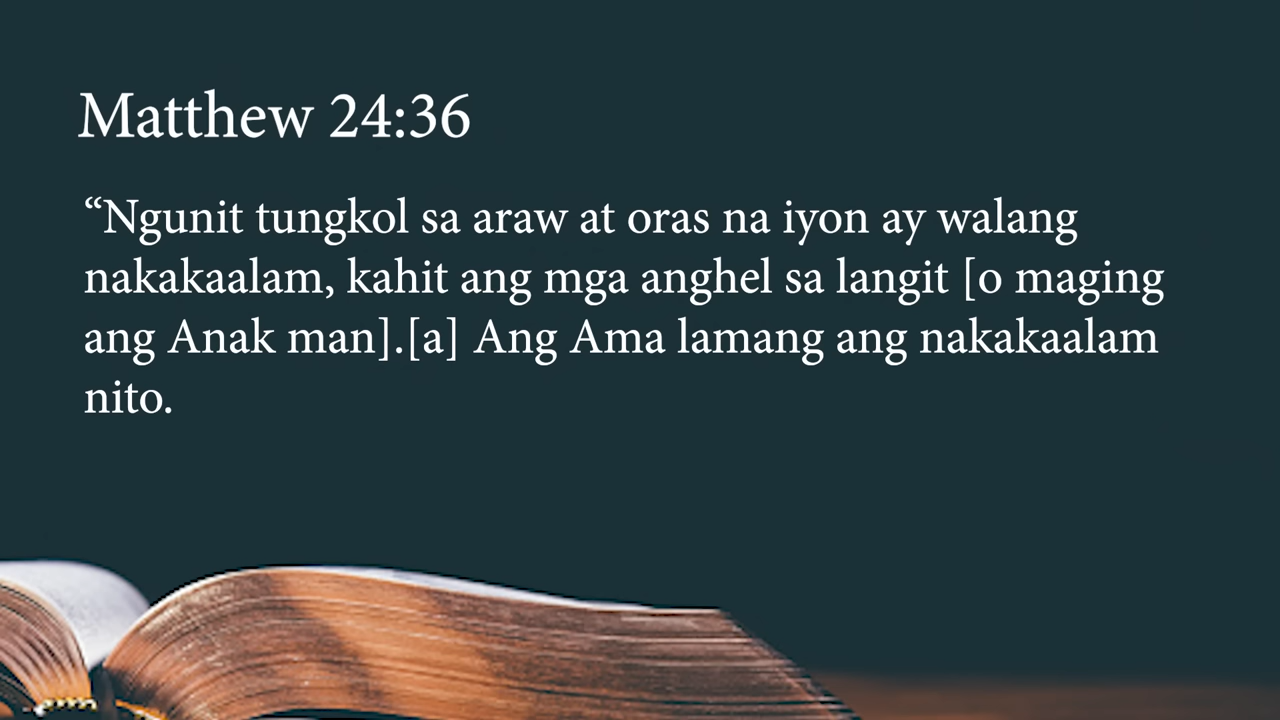 Matthew 24:36
“Ngunit tungkol sa araw at oras na iyon ay walang
nakakaalam, kahit ang mga anghel sa langit [o maging
ang Anak man].[a] Ang Ama lamang ang nakakaalam
nito.